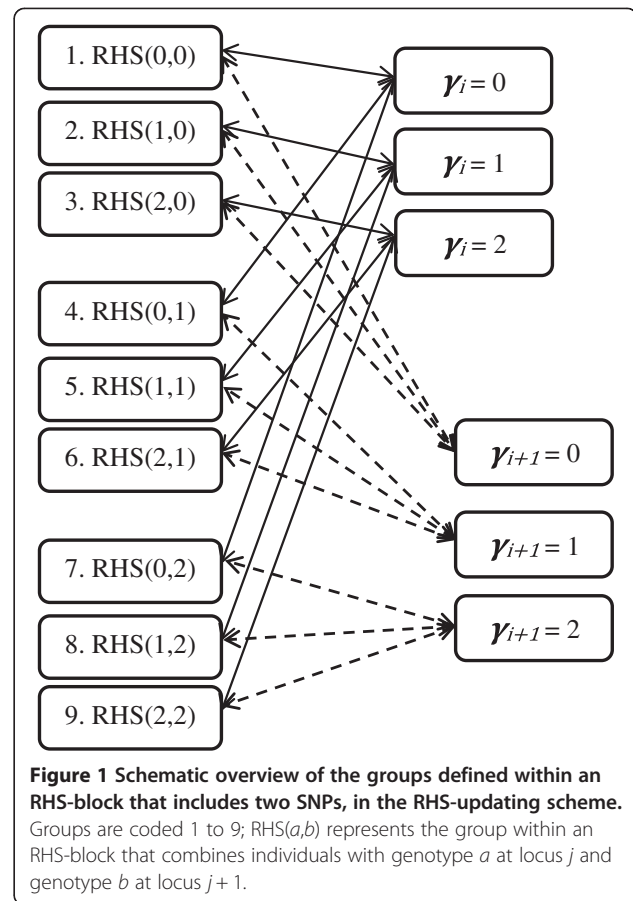 1. RHS(0,0)
2. RHS(1,0)
3. RHS(2,0)
4. RHS(0,1)
5. RHS(1,1)
6. RHS(2,1)
7. RHS(0,2)
8. RHS(1,2)
9. RHS(2,2)
γi = 0
γi = 1
γi = 2
γi+1 = 0
γi+1 = 1
γi+1 = 2
Figure 1 Schematic overview of the groups defined within an
RHS-block that includes two SNPs, in the RHS-updating scheme.
Groups are coded 1 to 9; RHS(a,b) represents the group within an
RHS-block that combines individuals with genotype a at locus j and
genotype b at locus j + 1.